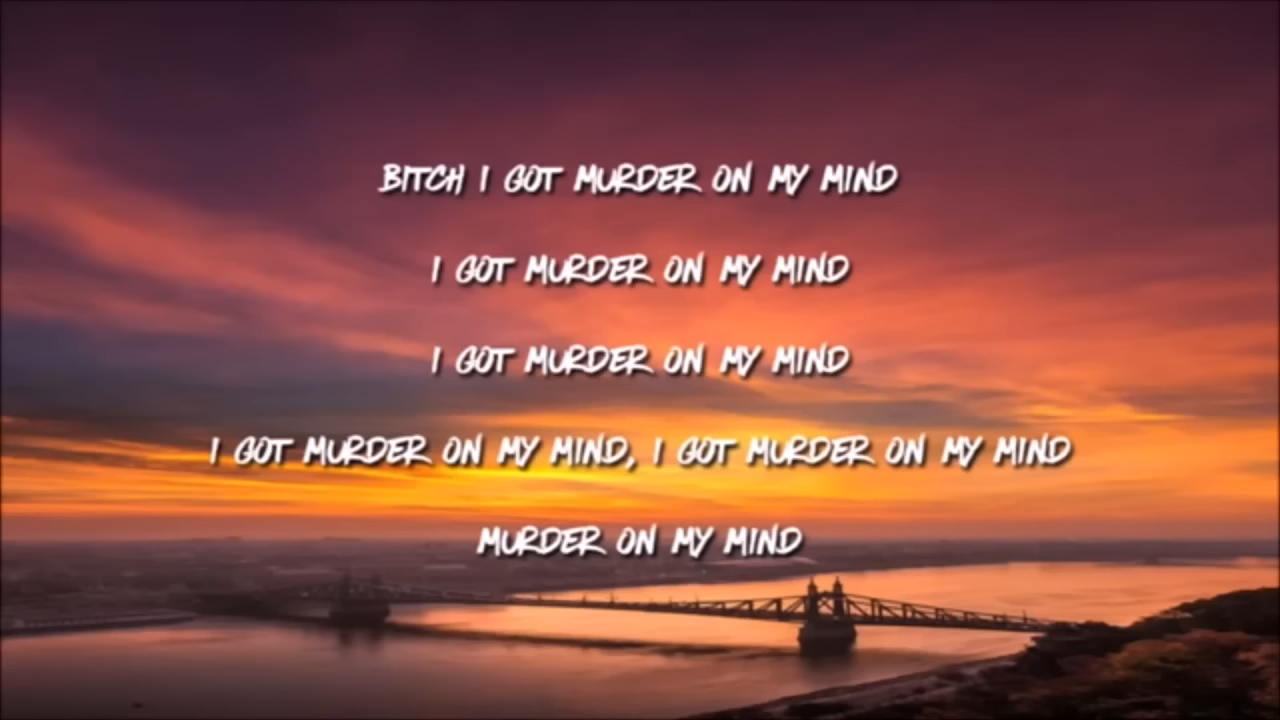 BITCH I GOT MURDER ON MY MIND
I GOT MURDER ON MY MIND
I GOT MURDER ON MY MIND
I GOT MURDER ON MY MIND, I GOT MURDER ON MY MIND
MURDER ON MY MIND